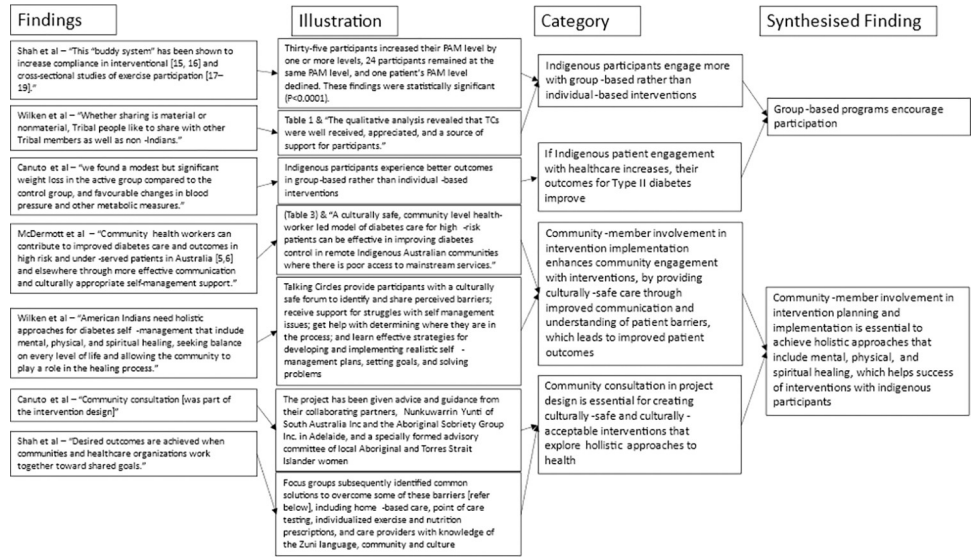 Findings
Illustration
Category
Synthesised Finding
Shah et al – “This “buddy system” has been shown to
increase compliance in interventional [15, 16] and
cross-sectional studies of exercise participation [17–
19].”
Wilken et al – “Whether sharing is material or
nonmaterial, Tribal people like to share with other
Tribal members as well as non -Indians.”
Canuto et al – “we found a modest but significant
weight loss in the active group compared to the
control group, and favourable changes in blood
pressure and other metabolic measures.”
McDermott et al – “Community health workers can
contribute to improved diabetes care and outcomes in
high risk and under -served patients in Australia [5,6]
and elsewhere through more effective communication
and culturally appropriate self-management support.”
Wilken et al – “American Indians need holistic
approaches for diabetes self -management that include
mental, physical, and spiritual healing, seeking balance
on every level of life and allowing the community to
play a role in the healing process.”
Canuto et al – “Community consultation [was part of
the intervention design]”
Shah et al – “Desired outcomes are achieved when
communities and healthcare organizations work
together toward shared goals.”
Thirty-five participants increased their PAM level by
one or more levels, 24 participants remained at the
same PAM level, and one patient’s PAM level
declined. These findings were statistically significant
(P<0.0001).
Table 1 & “The qualitative analysis revealed that TCs
were well received, appreciated, and a source of
support for participants.”
Indigenous participants experience better outcomes
in group-based rather than individual -based
interventions
(Table 3) & “A culturally safe, community level health-
worker led model of diabetes care for high -risk
patients can be effective in improving diabetes
control in remote Indigenous Australian communities
where there is poor access to mainstream services.”
Talking Circles provide participants with a culturally
safe forum to identify and share perceived barriers;
receive support for struggles with self management
issues; get help with determining where they are in
the process; and learn effective strategies for
developing and implementing realistic self -
management plans, setting goals, and solving
problems
The project has been given advice and guidance from
their collaborating partners, Nunkuwarrin Yunti of
South Australia Inc and the Aboriginal Sobriety Group
Inc. in Adelaide, and a specially formed advisory
committee of local Aboriginal and Torres Strait
Islander women
Focus groups subsequently identified common
solutions to overcome some of these barriers [refer
below], including home -based care, point of care
testing, individualized exercise and nutrition
prescriptions, and care providers with knowledge of
the Zuni language, community and culture
Indigenous participants engage more
with group -based rather than
individual -based interventions
If Indigenous patient engagement
with healthcare increases, their
outcomes for Type II diabetes
improve
Community -member involvement in
intervention implementation
enhances community engagement
with interventions, by providing
culturally -safe care through
improved communication and
understanding of patient barriers,
which leads to improved patient
outcomes
Community consultation in project
design is essential for creating
culturally -safe and culturally -
acceptable interventions that
explore hollistic approaches to
health
Group-based programs encourage
participation
Community -member involvement in
intervention planning and
implementation is essential to
achieve holistic approaches that
include mental, physical, and
spiritual healing, which helps success
of interventions with indigenous
participants